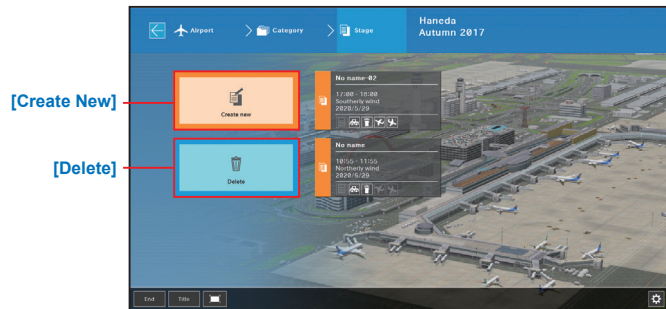 Airport
Category
Stage
Haneda
Autumn 2017
[Create New]
Create new
No name-02
17:00 - 18:00
Southerly wind
2020/5/29
[Delete]
Delete
No name
10:55 - 11:55
Northerly wind
2020/5/29
End
Title